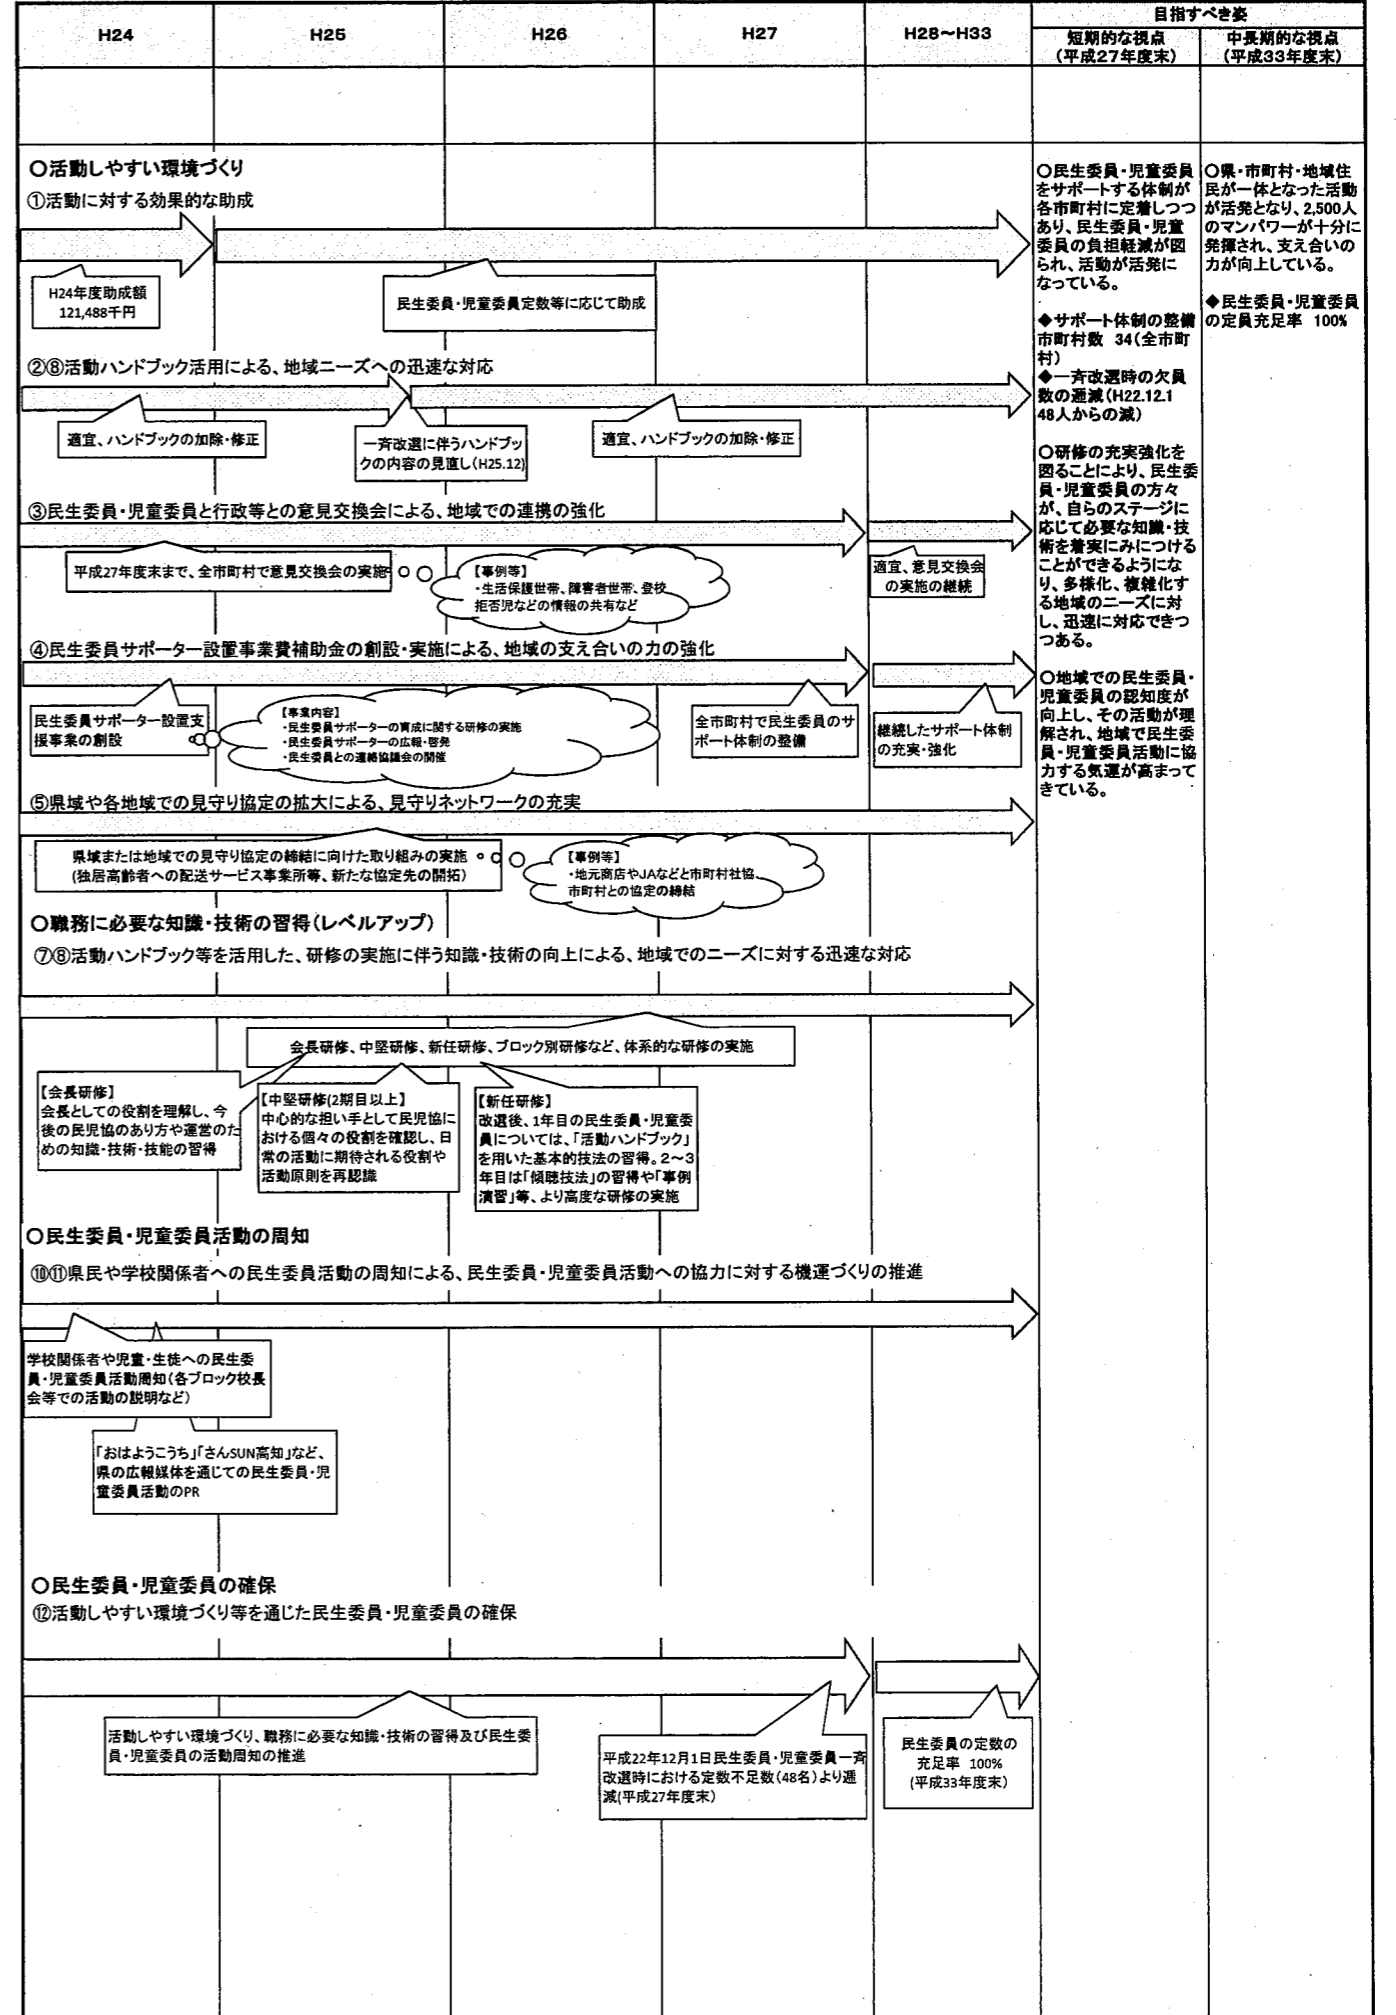 H24
H25
H26
H27
H28～H33
目指すべき姿
短期的な視点
(平成27年度末)
中長期的な視点
(平成33年度末)
○活動しやすい環境づくり
①活動に対する効果的な助成
H24年度助成額
121,488千円
民生委員・児童委員定数等に応じて助成
②⑧活動ハンドブック活用による、地域ニーズへの迅速な対応
適宜、ハンドブックの加除・修正
一斉改選に伴うハンドブッ
クの内容の見直し(H25.12)
適宜、ハンドブックの加除・修正
③民生委員・児童委員と行政等との意見交換会による、地域での連携の強化
平成27年度末まで、全市町村で意見交換会の実施
【事例等】
・生活保護世帯、障害者世帯、登校
拒否児などの情報の共有など
適宜、意見交換会
の実施の継続
④民生委員サポーター設置事業費補助金の創設・実施による、地域の支え合いの力の強化
民生委員サポーター設置支
援事業の創設
【事業内容】
・民生委員サポーターの育成に関する研修の実施
・民生委員サポーターの広報・啓発
・民生委員との連絡協議会の開催
全市町村で民生委員のサ
ポート体制の整備
継続したサポート体制
の充実・強化
⑤県域や各地域での見守り協定の拡大による、見守りネットワークの充実
県域または地域での見守り協定の締結に向けた取り組みの実施
(独居高齢者への配送サービス事業所等、新たな協定先の開拓)
【事例等】
・地元商店やJAなどと市町村社協、
市町村との協定の締結
○職務に必要な知識・技術の習得(レベルアップ)
⑦⑧活動ハンドブック等を活用した、研修の実施に伴う知識・技術の向上による、地域でのニーズに対する迅速な対応
会長研修、中堅研修、新任研修、ブロック別研修など、体系的な研修の実施
【会長研修】
会長としての役割を理解し、今
後の民児協のあり方や運営のた
めの知識・技術・技能の習得
【中堅研修(2期目以上】
中心的な担い手として民児協に
おける個々の役割を確認し、日
常の活動に期待される役割や
活動原則を再認識
【新任研修】
改選後、1年目の民生委員・児童委
員については、「活動ハンドブック」
を用いた基本的技法の習得。2～3
年目は「傾聴技法」の習得や「事例
演習」等、より高度な研修の実施
○民生委員・児童委員活動の周知
⑩⑪県民や学校関係者への民生委員活動の周知による、民生委員・児童委員活動への協力に対する機運づくりの推進
学校関係者や児童・生徒への民生委
員・児童委員活動周知(各ブロック校長
会等での活動の説明など)
「おはようこうち」「さんSUN高知」など、
県の広報媒体を通じての民生委員・児
童委員活動のPR
○民生委員・児童委員の確保
⑫活動しやすい環境づくり等を通じた民生委員・児童委員の確保
活動しやすい環境づくり、職務に必要な知識・技術の習得及び民生委
員・児童委員の活動周知の推進
平成22年12月1日民生委員・児童委員一斉
改選時における定数不足数(48名)より逓
減(平成27年度末)
民生委員の定数の
充足率 100%
(平成33年度末)
○民生委員・児童委員
をサポートする体制が
各市町村に定着しつつ
あり、民生委員・児童
委員の負担軽減が図
られ、活動が活発に
なっている。
◆サポート体制の整備
市町村数 34(全市町
村)
◆一斉改選時の欠員
数の逓減(H22.12.1
48人からの減)
○研修の充実強化を
図ることにより、民生委
員・児童委員の方々
が、自らのステージに
応じて必要な知識・技
術を着実にみにつける
ことができるようにな
り、多様化、複雑化す
る地域のニーズに対
し、迅速に対応できつ
つある。
○地域での民生委員・
児童委員の認知度が
向上し、その活動が理
解され、地域で民生委
員・児童委員活動に協
力する気運が高まって
きている。
○県・市町村・地域住
民が一体となった活動
が活発となり、2,500人
のマンパワーが十分に
発揮され、支え合いの
力が向上している。
◆民生委員・児童委員
の定員充足率 100%